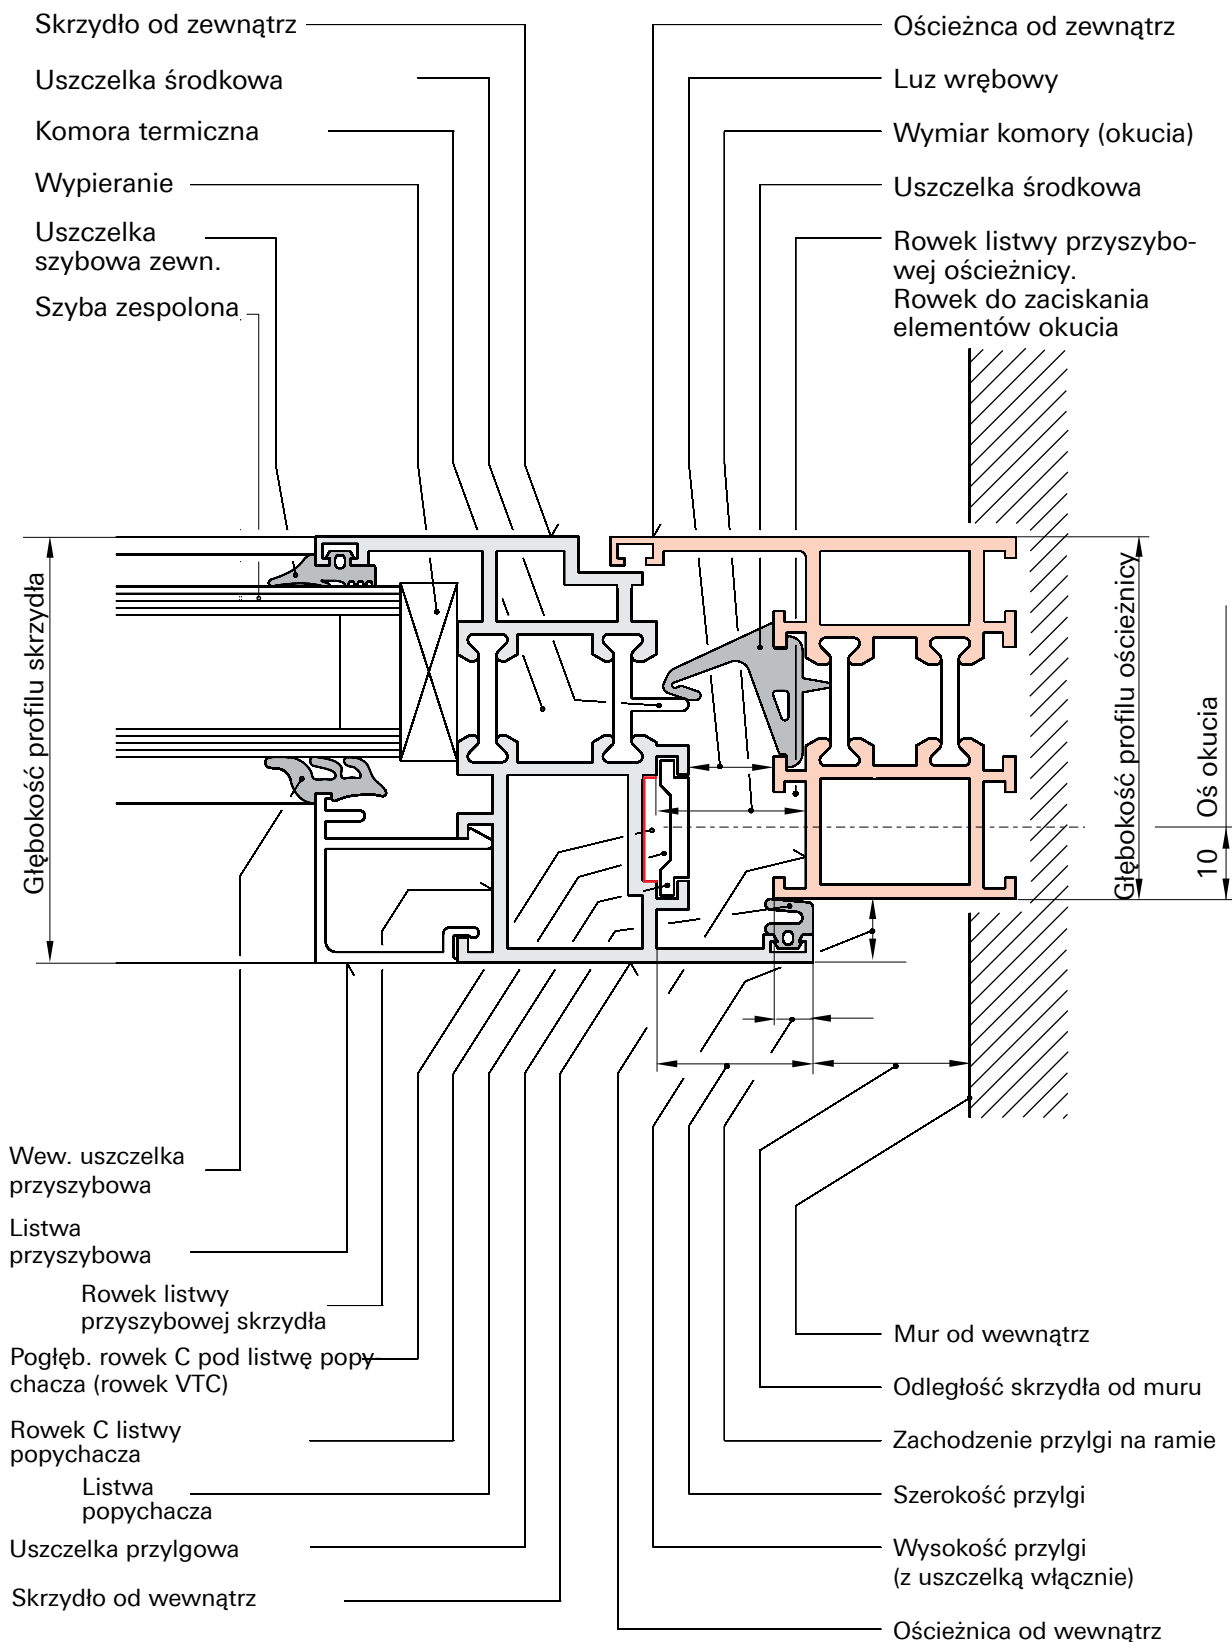 Skrzydło od zewnątrz
Uszczelka środkowa
Komora termiczna
Wypieranie
Uszczelka
szybowa zewn.
Szyba zespolona
Ościeżnca od zewnątrz
Luz wrębowy
Wymiar komory (okucia)
Uszczelka środkowa
Rowek listwy przyszybo-
wej ościeżnicy.
Rowek do zaciskania
elementów okucia
Głębokość profilu skrzydła
Głębokość profilu ościeżnicy
Oś okucia
10
Wew. uszczelka
przyszybowa
Listwa
przyszybowa
Rowek listwy
przyszybowej skrzydła
Pogłęb. rowek C pod listwę popy
chacza (rowek VTC)
Rowek C listwy
popychacza
Listwa
popychacza
Uszczelka przylgowa
Skrzydło od wewnątrz
Mur od wewnątrz
Odległość skrzydła od muru
Zachodzenie przylgi na ramie
Szerokość przylgi
Wysokość przylgi
(z uszczelką włącznie)
Ościeżnica od wewnątrz